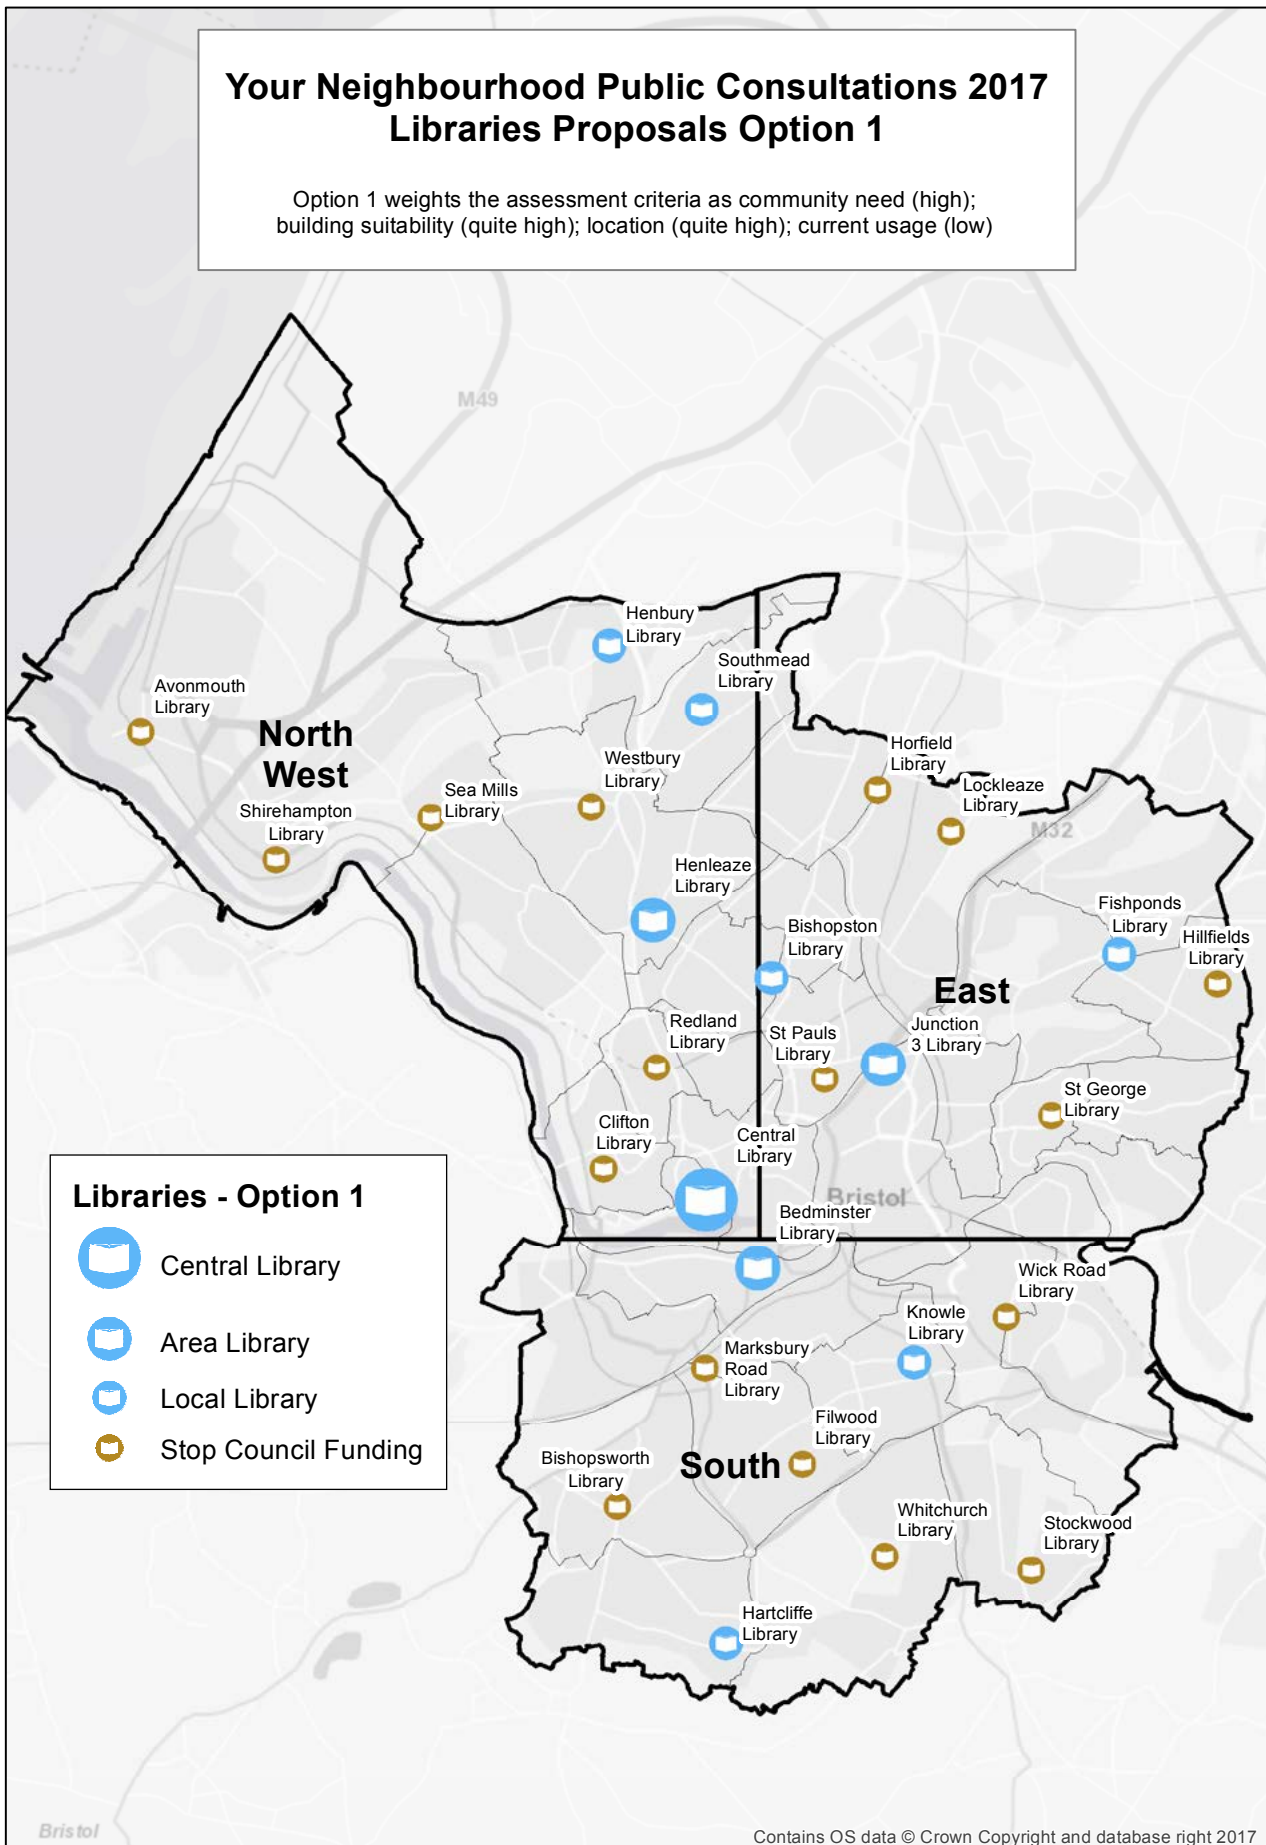 Your Neighbourhood Public Consultations 2017
Libraries Proposals Option 1
Option 1 weights the assessment criteria as community need (high);
building suitability (quite high); location (quite high); current usage (low)
M49
Henbury
Library
Southmead
Library
Avonmouth
Library
North
West
Westbury
Library
Horfield
Library
Sea Mills
Library
Lockleaze
Library
M32
Shirehampton
Library
Henleaze
Library
Fishponds
Library
Bishopston
Library
Hillfields
Library
East
Redland
Library
St Pauls
Library
Junction
3 Library
St George
Library
Clifton
Library
Central
Library
Bristol
Bedminster
Library
Libraries - Option 1
Central Library
Area Library
Local Library
Stop Council Funding
Wick Road
Library
Knowle
Library
Marksbury
Road
Library
Filwood
Library
South
Bishopsworth
Library
Whitchurch
Library
Stockwood
Library
Hartcliffe
Library
Bristol
Contains OS data © Crown Copyright and database right 2017